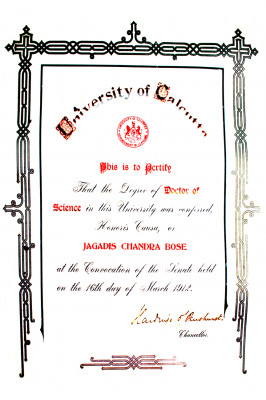 University of Calcutta
This is to Certify
That the Degree of Doctor of
Science in this University was conferred,
Honoris Causa, on
JAGADIS CHANDRA BOSE
at the Convocation of the Senate held
on the 16th day of March 1912.
Chancellor.